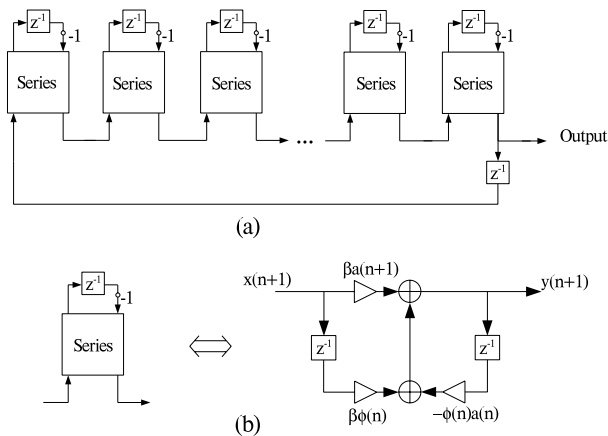 z⁻¹ z⁻¹ z⁻¹ z⁻¹ z⁻¹
-1 -1 -1 -1 -1
Series Series Series Series Series
... Output
z⁻¹
(a)
x(n+1) βa(n+1) y(n+1)
z⁻¹
-1
Series
z⁻¹ z⁻¹
βϕ(n) −ϕ(n)a(n)
(b)